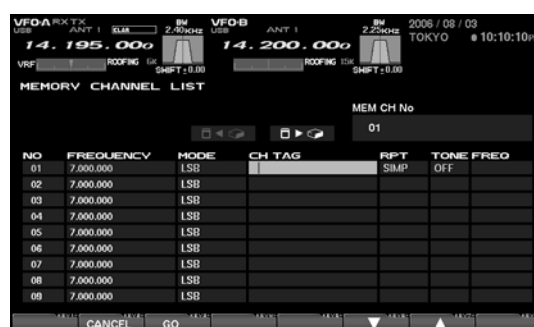 VFO-A RX TX VFO-B BW 2006 / 08 / 03
USB ANT 1 CLAR 2.40KHZ USB ANT 1 2.25KHZ TOKYO 10:10:10
14. 195. 00o 14. 200. 00o
VRF ROOFING 6K ROOFING 15K
SHIFT ±0.00 SHIFT ±0.00
MEMORY CHANNEL LIST
MEM CH No
01
NO FREQUENCY MODE CH TAG RPT TONE FREQ
01 7.000.000 LSB SIMP OFF
02 7.000.000 LSB
03 7.000.000 LSB
04 7.000.000 LSB
05 7.000.000 LSB
06 7.000.000 LSB
07 7.000.000 LSB
08 7.000.000 LSB
09 7.000.000 LSB
CANCEL GO